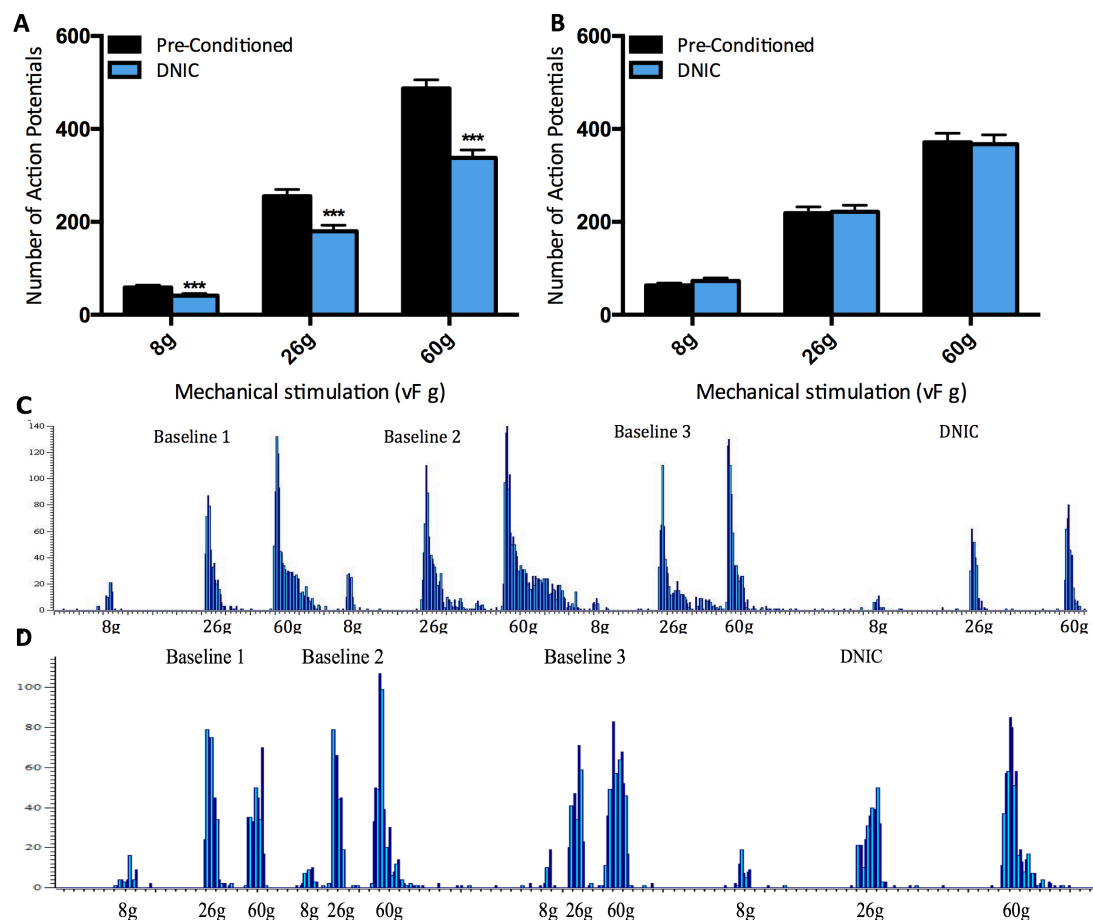 A
B
600
Pre-Conditioned
DNIC
400
200
0
***
***
***
8g
26g
60g
Number of Action Potentials
Mechanical stimulation (vF g)
600
Pre-Conditioned
DNIC
400
200
0
8g
26g
60g
Number of Action Potentials
Mechanical stimulation (vF g)
C
Baseline 1
Baseline 2
Baseline 3
DNIC
140
120
100
80
60
40
20
0
8g 26g 60g 8g 26g 60g 8g 26g 60g 8g 26g 60g
D
Baseline 1
Baseline 2
Baseline 3
DNIC
100
80
60
40
20
0
8g 26g 60g 8g 26g 60g 8g 26g 60g 8g 26g 60g